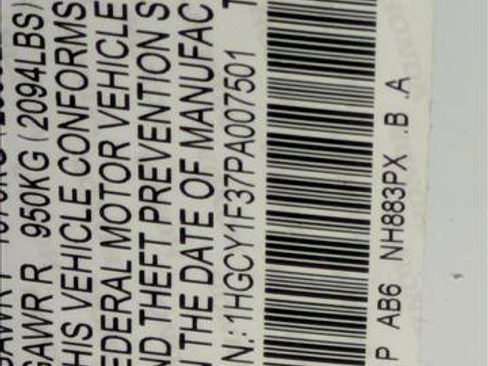 GAWR R 950KG (2094LBS)
HIS VEHICLE CONFORMS
EDERAL MOTOR VEHICLE
ND THEFT PREVENTION S
THE DATE OF MANUFAC
N.:1HGCY1F37PA007501 T
P AB6 NH883PX .B .A